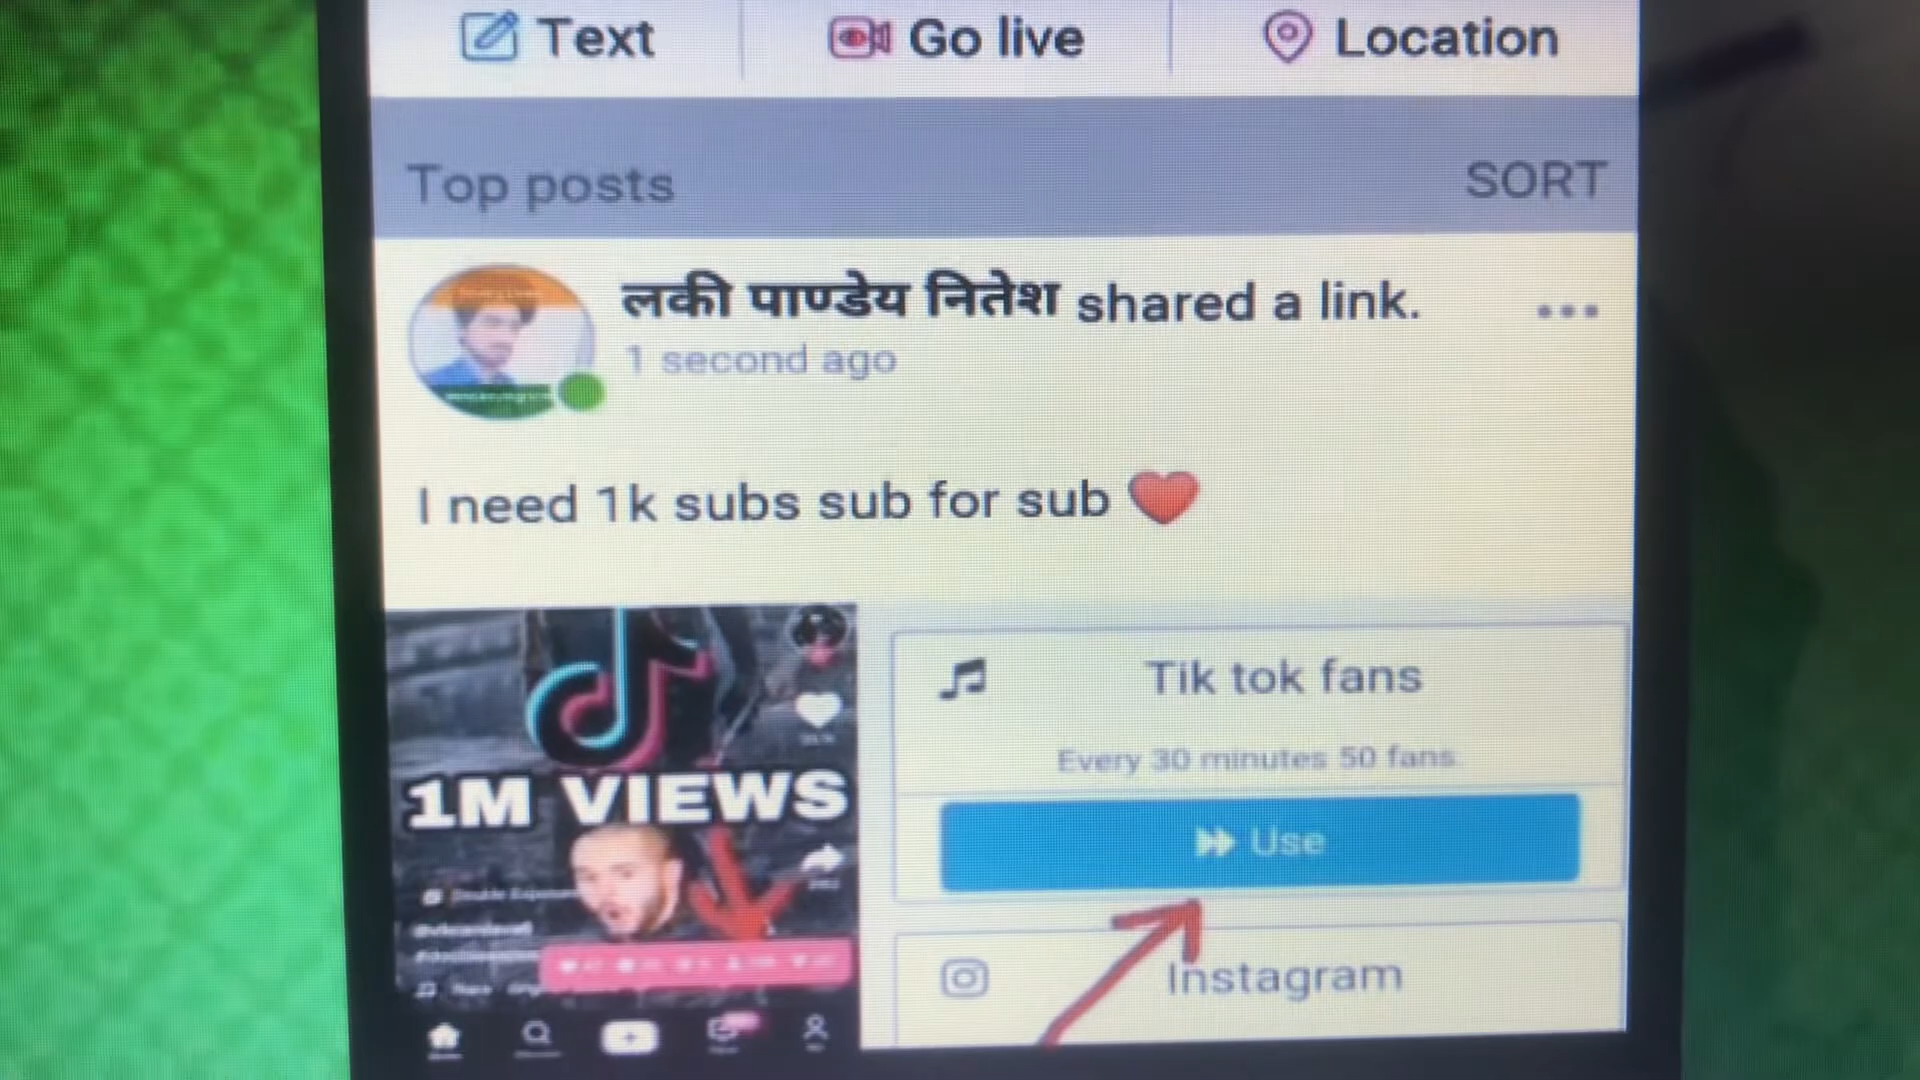 Text
Go live
Location
Top posts
SORT
लकी पाण्डेय नितेश shared a link.
1 second ago
I need 1k subs sub for sub ❤️
1M VIEWS
Tik tok fans
Every 30 minutes 50 fans.
Use
Instagram